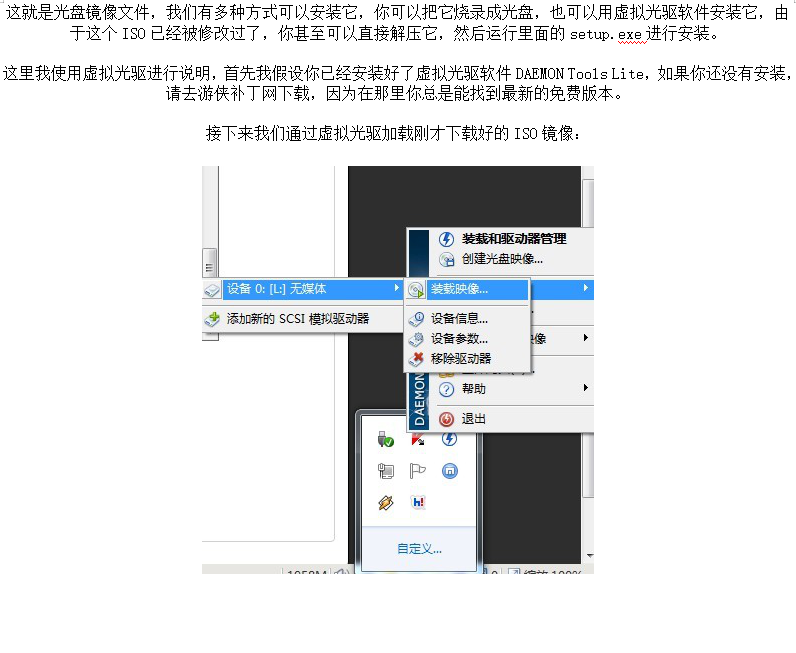 这就是光盘镜像文件，我们有多种方式可以安装它，你可以把它烧录成光盘，也可以用虚拟光驱软件安装它，由
于这个 ISO 已经被修改过了，你甚至可以直接解压它，然后运行里面的 setup.exe 进行安装。
这里我使用虚拟光驱进行说明，首先我假设你已经安装好了虚拟光驱软件 DAEMON Tools Lite，如果你还没有安装，
请去游侠补丁网下载，因为在那里你总是能找到最新的免费版本。
接下来我们通过虚拟光驱加载刚才下载好的 ISO 镜像：
装载和驱动器管理
创建光盘映像...
设备 0: [L:] 无媒体
装载映像...
添加新的 SCSI 模拟驱动器
设备信息...
设备参数...
映像
移除驱动器
帮助
退出
DAEMON
h!
自定义...